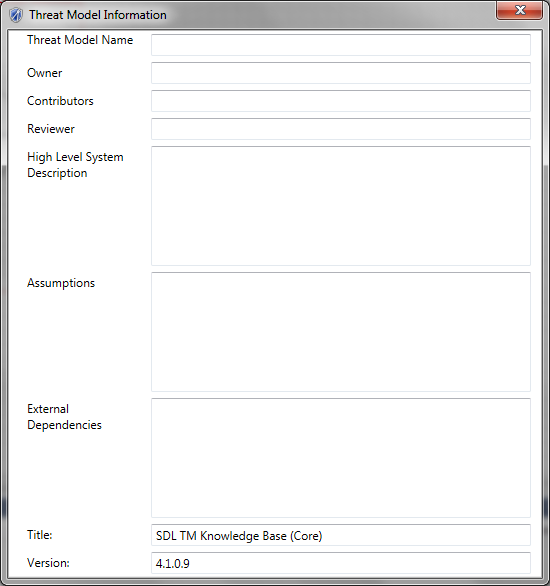 Threat Model Information
Threat Model Name
Owner
Contributors
Reviewer
High Level System
Description
Assumptions
External
Dependencies
Title: SDL TM Knowledge Base (Core)
Version: 4.1.0.9